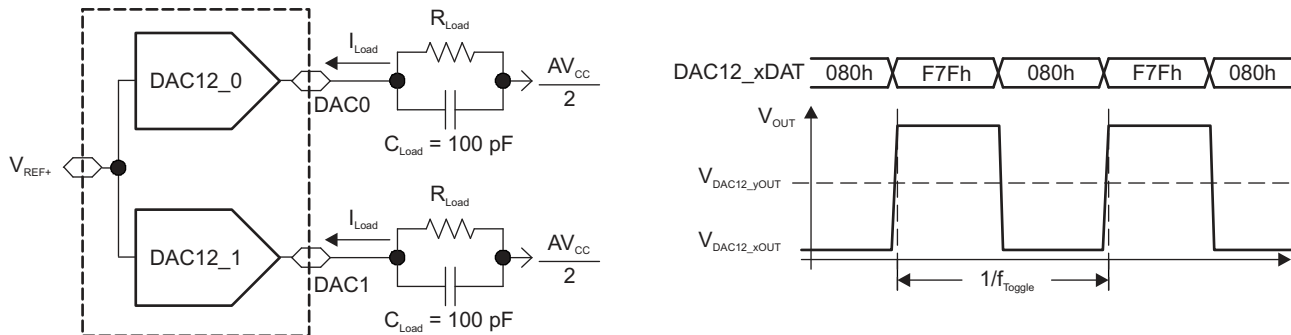 R_Load
I_Load
DAC12_0
DAC0
AV_CC
2
C_Load = 100 pF
V_REF+
R_Load
I_Load
DAC12_1
DAC1
AV_CC
2
C_Load = 100 pF
DAC12_xDAT 080h F7Fh 080h F7Fh 080h
V_OUT
V_DAC12_yOUT
V_DAC12_xOUT
1/f_Toggle